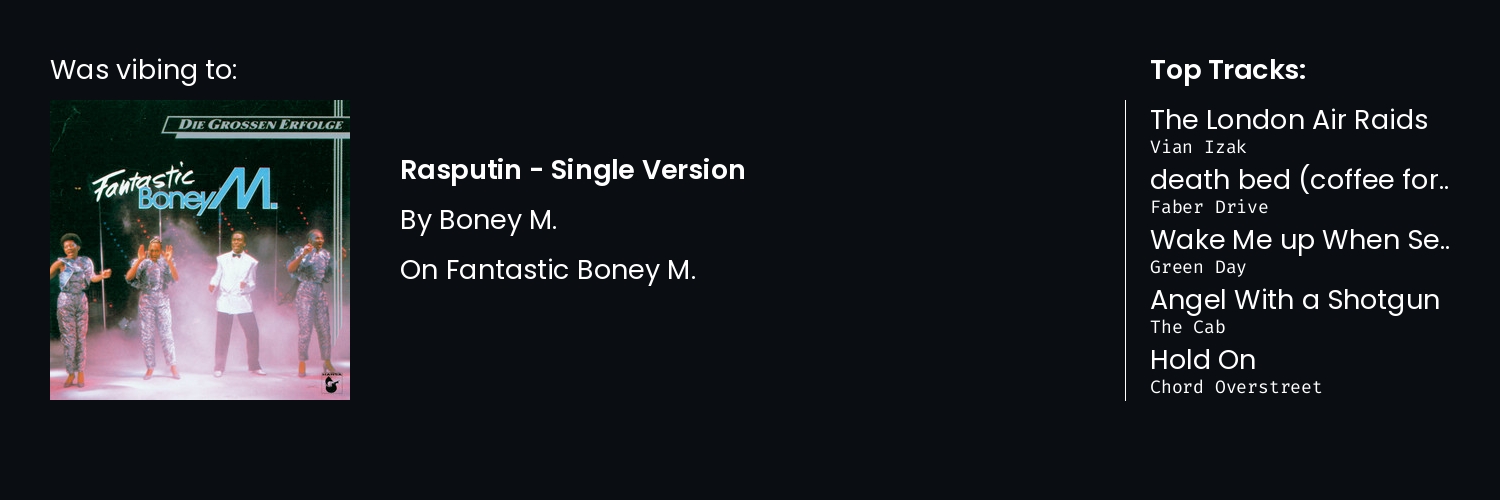 Was vibing to:
DIE GROSSEN ERFOLGE
Fantastic
Boney M.
Rasputin - Single Version
By Boney M.
On Fantastic Boney M.
Top Tracks:
The London Air Raids
Vian Izak
death bed (coffee for..
Faber Drive
Wake Me up When Se..
Green Day
Angel With a Shotgun
The Cab
Hold On
Chord Overstreet